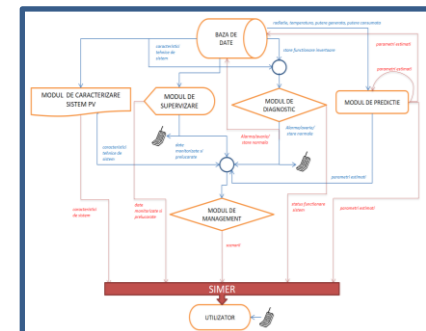 radiatie, temperatura, putere generata, putere consumata
BAZA DE
DATE
caracteristici
tehnice de
sistem
stare functionare invertoare
parametri estimati
parametri estimati
MODUL DE CARACTERIZARE
SISTEM PV
MODUL DE
SUPERVIZARE
MODUL DE
DIAGNOSTIC
MODUL DE PREDICTIE
Alarma/avarie/
stare normala
Alarma/avarie/
stare normala
caracteristici
tehnice de
sistem
date
monitorizate si
prelucrate
parametri estimati
parametri estimati
caracteristici
de sistem
date
monitorizate si
prelucrate
status functionare
sistem
MODUL DE
MANAGEMENT
comenzi
SIMER
UTILIZATOR